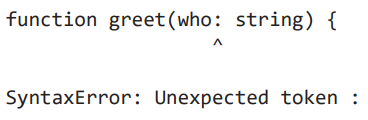 function greet(who: string) {
^
SyntaxError: Unexpected token :